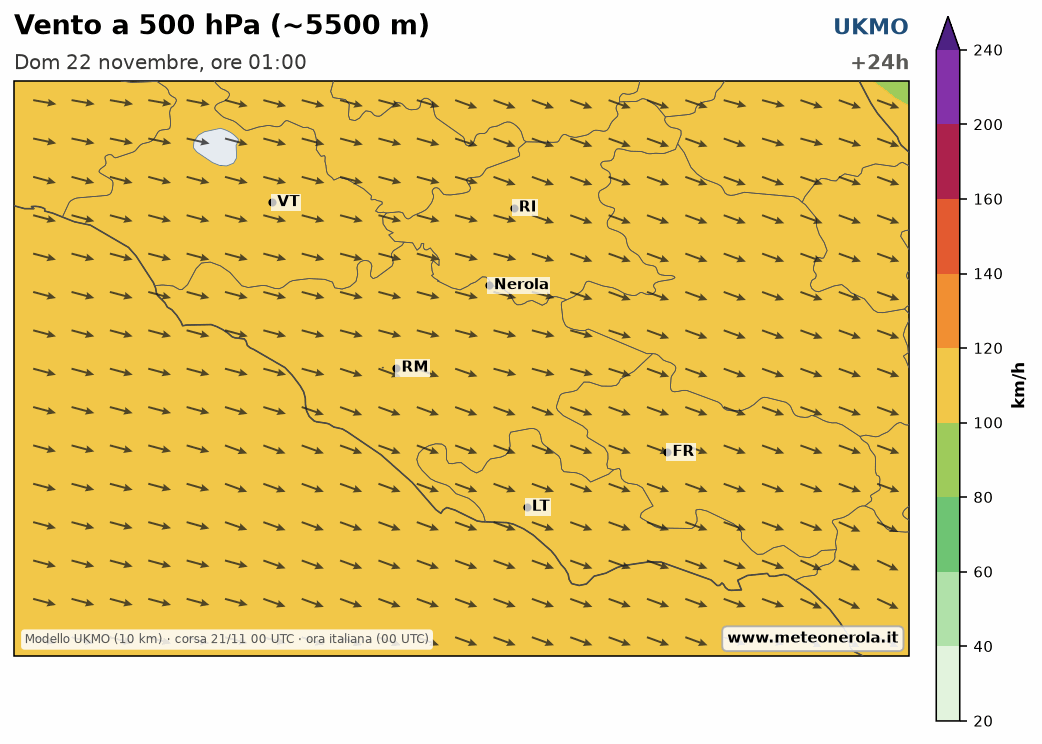 Vento a 500 hPa (~5500 m)
UKMO
Dom 22 novembre, ore 01:00
+24h
VT
RI
Nerola
RM
FR
LT
Modello UKMO (10 km) · corsa 21/11 00 UTC · ora italiana (00 UTC)
www.meteonerola.it
240
200
160
140
120
100
80
60
40
20
km/h